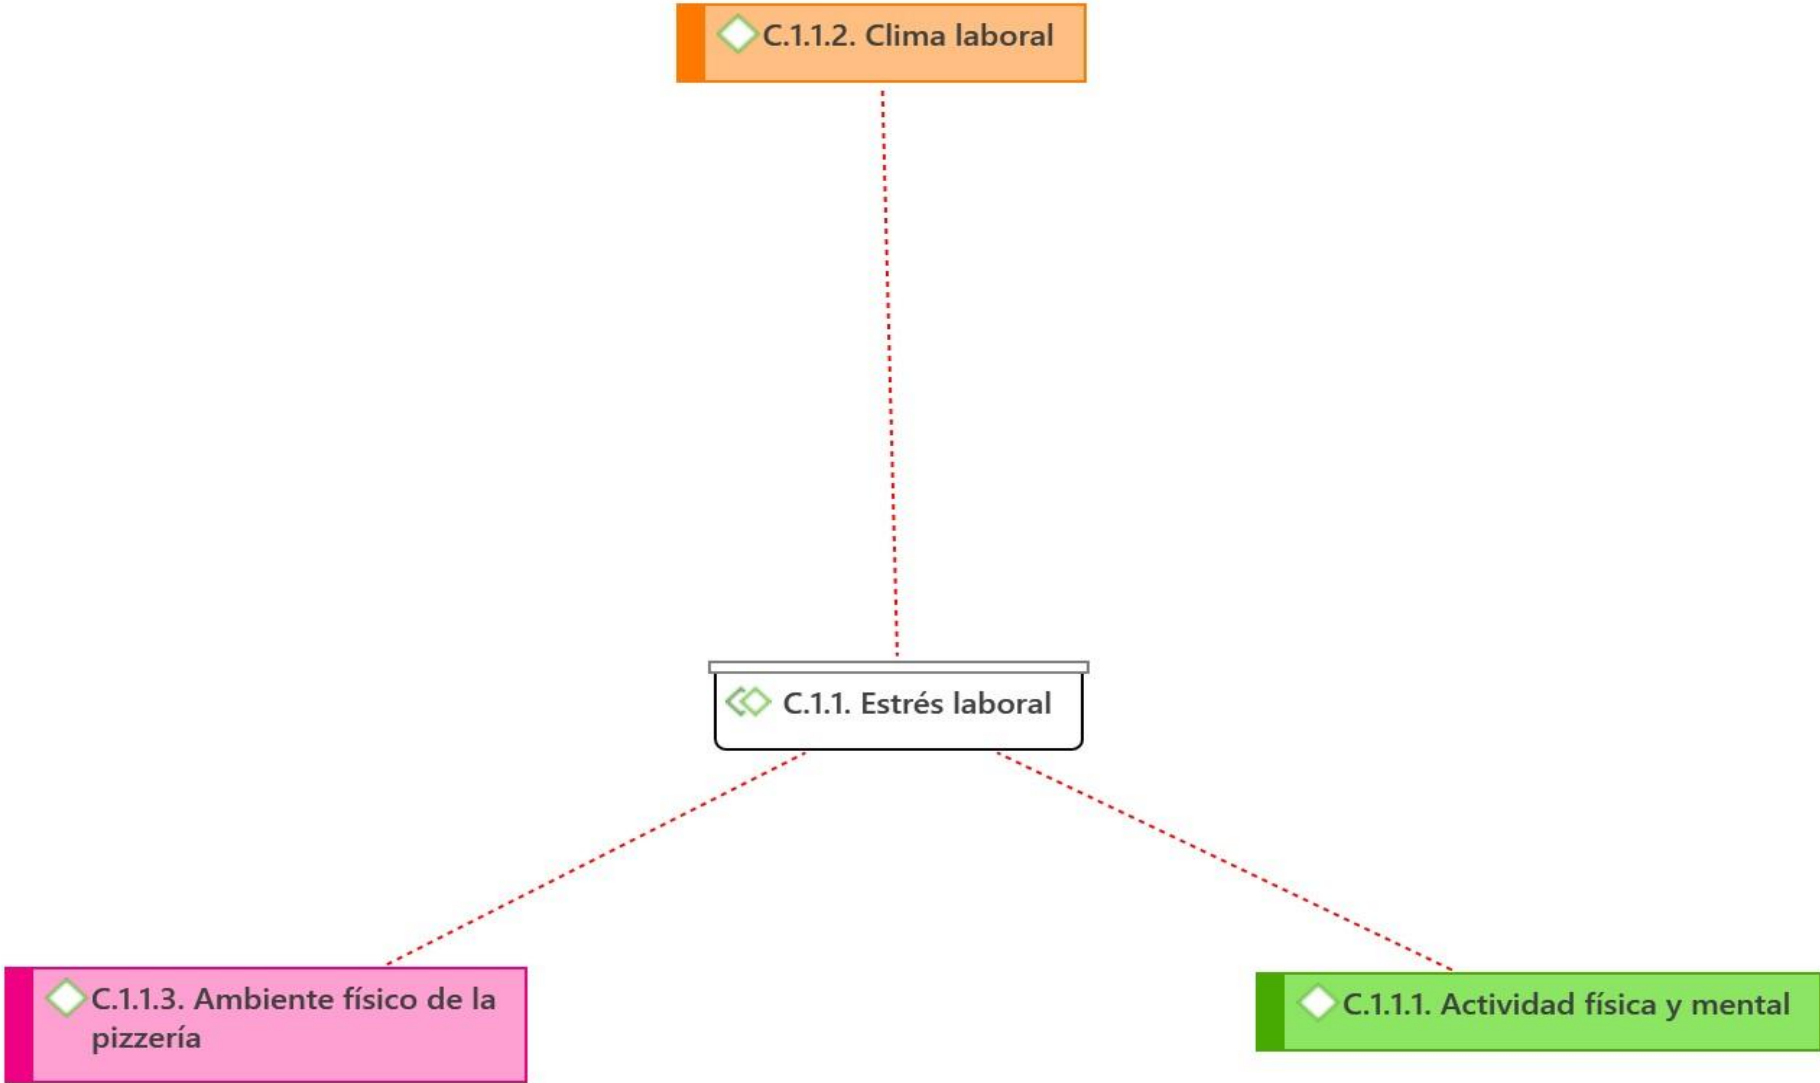 C.1.1.2. Clima laboral
C.1.1. Estrés laboral
C.1.1.3. Ambiente físico de la
pizzería
C.1.1.1. Actividad física y mental